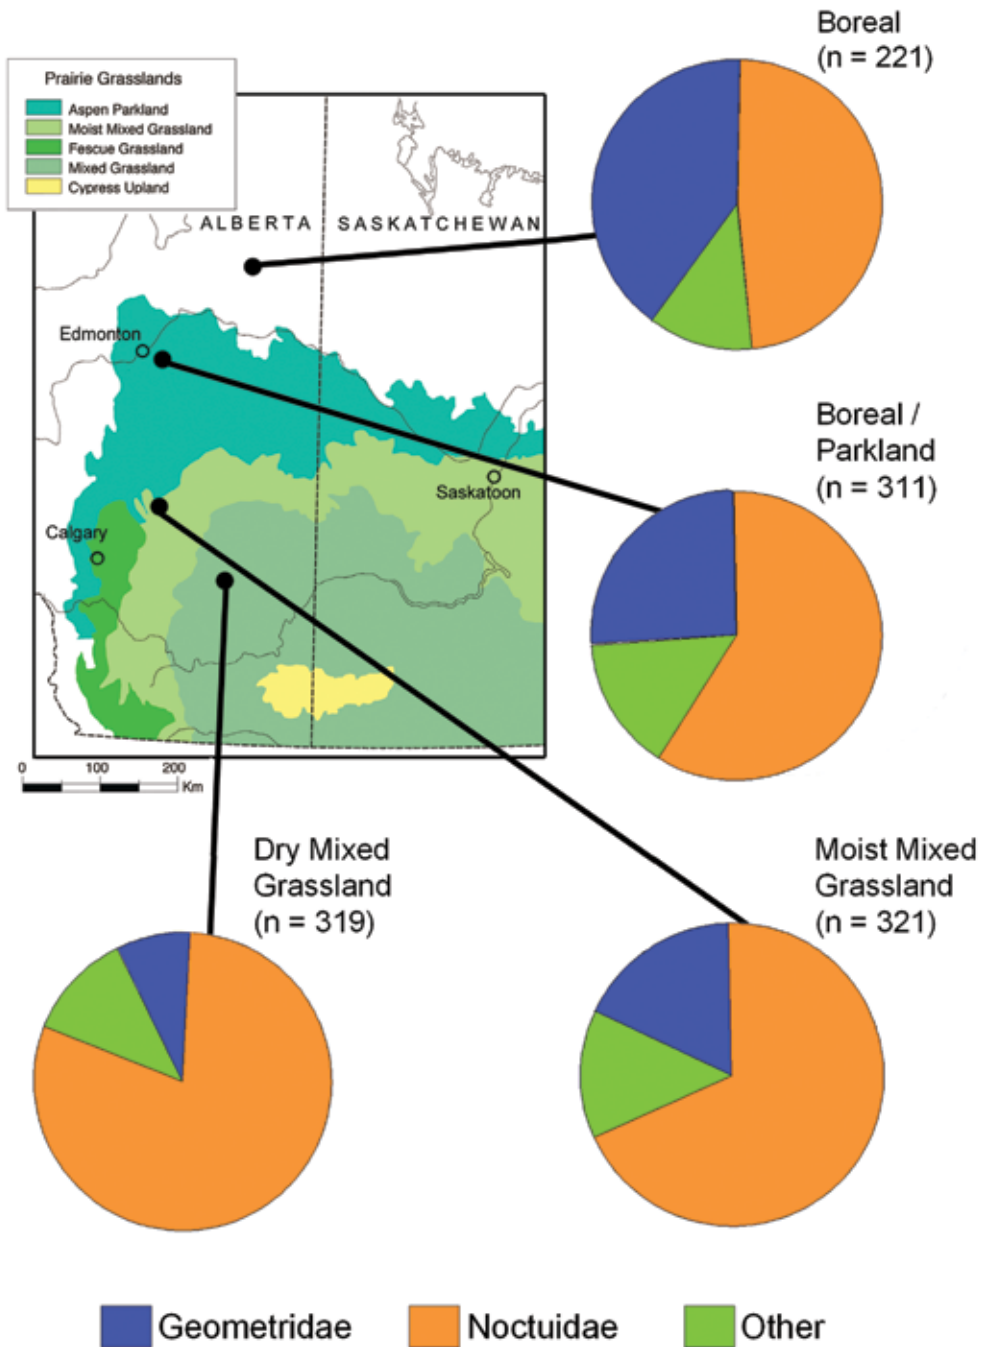 Boreal
(n = 221)
Prairie Grasslands
Aspen Parkland
Moist Mixed Grassland
Fescue Grassland
Mixed Grassland
Cypress Upland
ALBERTA
SASKATCHEWAN
Edmonton
Boreal /
Parkland
(n = 311)
Saskatoon
Calgary
0 100 200
Km
Dry Mixed
Grassland
(n = 319)
Moist Mixed
Grassland
(n = 321)
Geometridae
Noctuidae
Other